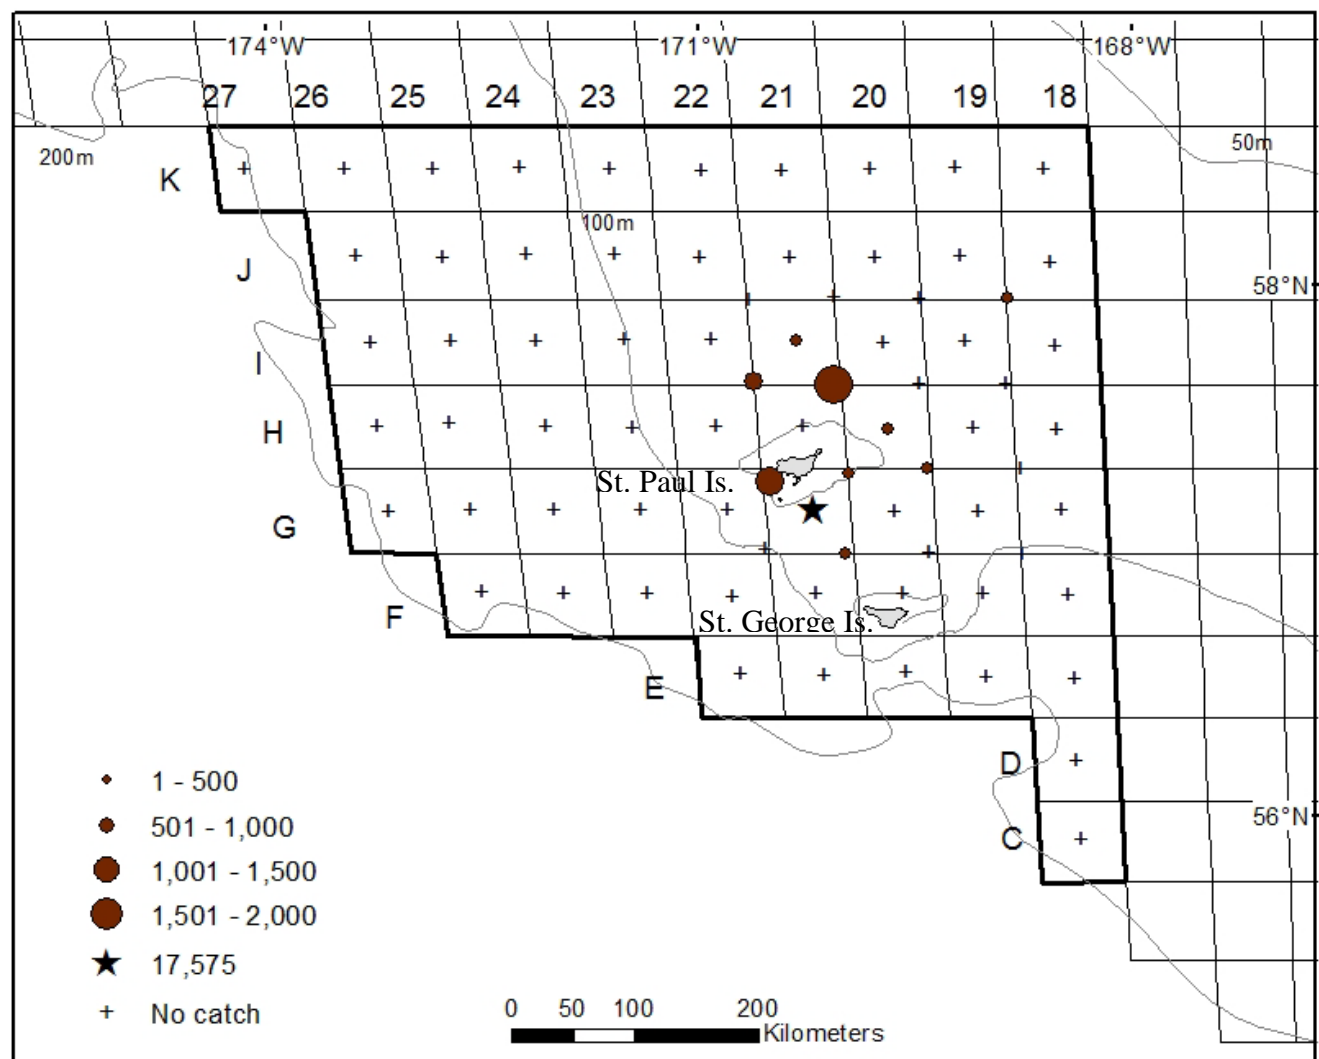 174°W 171°W 168°W
27 26 25 24 23 22 21 20 19 18
200m 50m
K
100m
J
58°N
I
H
St. Paul Is.
G
F
St. George Is.
E
D
1 - 500
56°N
501 - 1,000
C
1,001 - 1,500
1,501 - 2,000
17,575
No catch
0 50 100 200
Kilometers